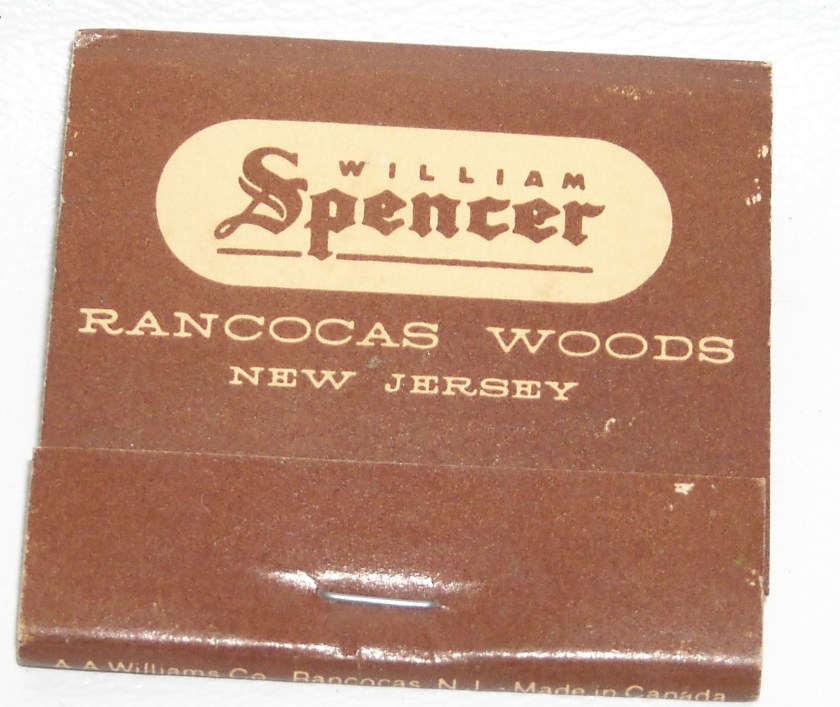 WILLIAM
Spencer
RANCOCAS WOODS
NEW JERSEY
A A Williams Co. Rancocas, N.J. - Made in Canada